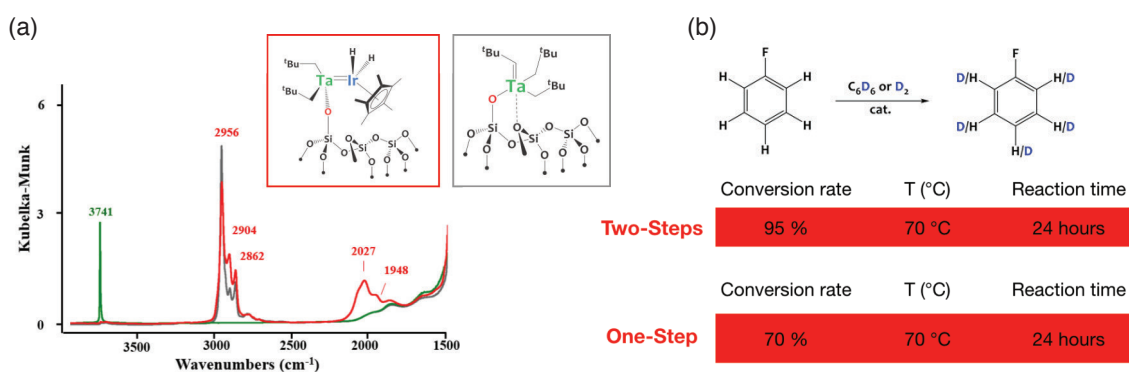 (a)
Kubelka-Munk
6
3
0
3741
2956
2904
2862
2027
1948
3500
3000
2500
2000
1500
Wavenumbers (cm⁻¹)
H
H
tBu
Ta
Ir
tBu
O
Si
O
Si
O
Si
O
O
O
O
O
O
tBu
tBu
Ta
tBu
O
O
Si
O
Si
O
Si
O
O
O
O
O
(b)
F
H
H
H
H
H
C₆D₆ or D₂
cat.
F
D/H
H/D
D/H
H/D
H/D
Conversion rate T (°C) Reaction time
Two-Steps 95 % 70 °C 24 hours
Conversion rate T (°C) Reaction time
One-Step 70 % 70 °C 24 hours